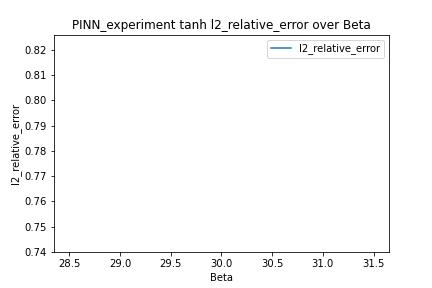 PINN_experiment tanh l2_relative_error over Beta
l2_relative_error
0.82
0.81
0.80
0.79
0.78
0.77
0.76
0.75
0.74
l2_relative_error
28.5 29.0 29.5 30.0 30.5 31.0 31.5
Beta